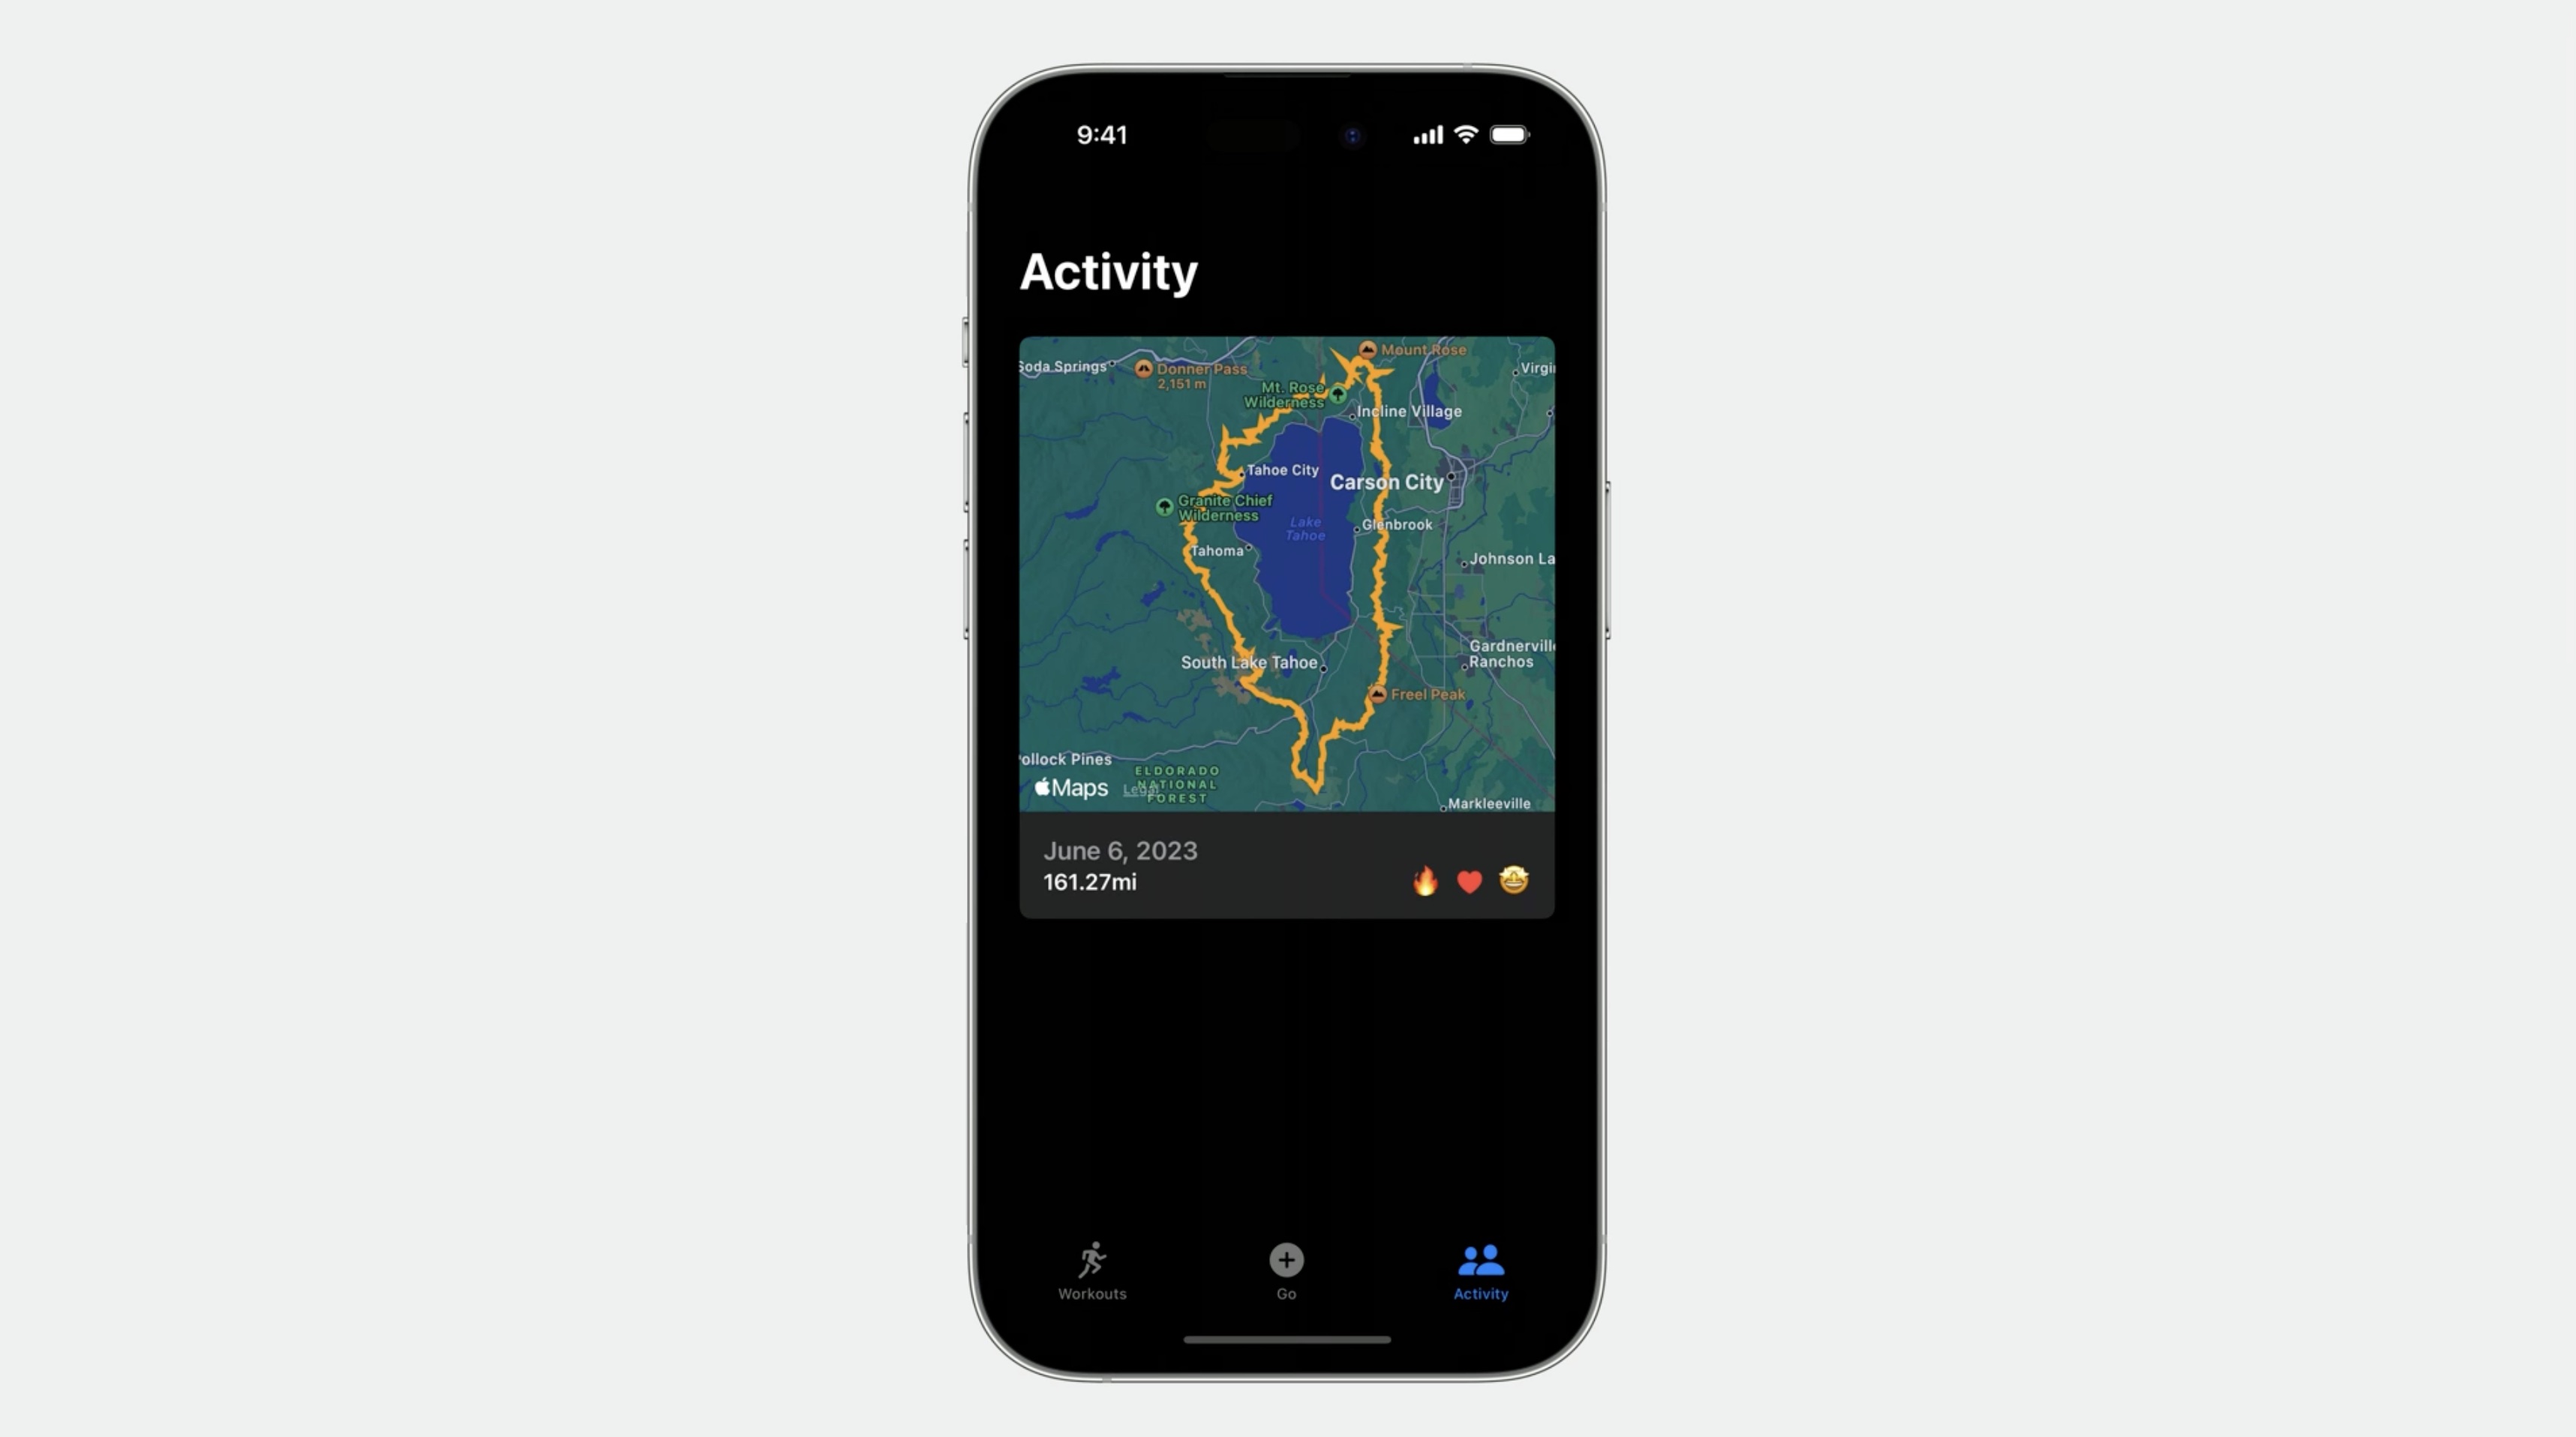 9:41
Activity
Mount Rose
Soda Springs
Donner Pass
2,151 m
Mt. Rose
Wilderness
Incline Village
Tahoe City
Carson City
Granite Chief
Wilderness
Lake
Tahoe
Glenbrook
Tahoma
Johnson La
Gardnerville
Ranchos
South Lake Tahoe
Freel Peak
ollock Pines
ELDORADO
NATIONAL
FOREST
Maps
Legal
Markleeville
June 6, 2023
161.27mi
Workouts
Go
Activity